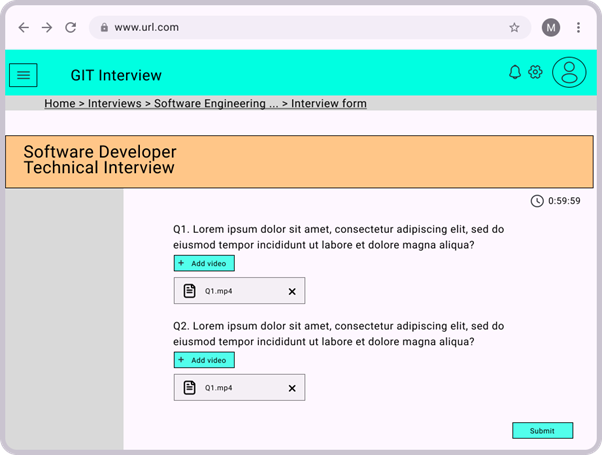 www.url.com
M
GIT Interview
Home > Interviews > Software Engineering ... > Interview form
Software Developer
Technical Interview
0:59:59
Q1. Lorem ipsum dolor sit amet, consectetur adipiscing elit, sed do
eiusmod tempor incididunt ut labore et dolore magna aliqua?
+ Add video
Q1.mp4
Q2. Lorem ipsum dolor sit amet, consectetur adipiscing elit, sed do
eiusmod tempor incididunt ut labore et dolore magna aliqua?
+ Add video
Q1.mp4
Submit